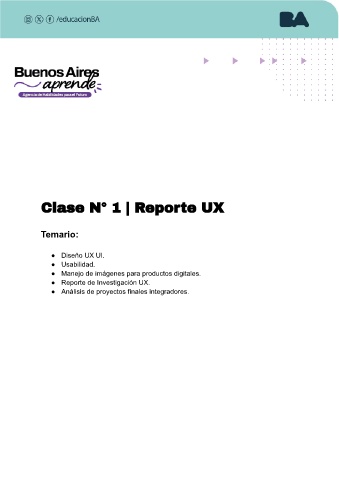 /educacionBA
BA
Buenos Aires
aprende
Agencia de Habilidades para el Futuro
Clase N° 1 | Reporte UX
Temario:
● Diseño UX UI.
● Usabilidad.
● Manejo de imágenes para productos digitales.
● Reporte de Investigación UX.
● Análisis de proyectos finales integradores.